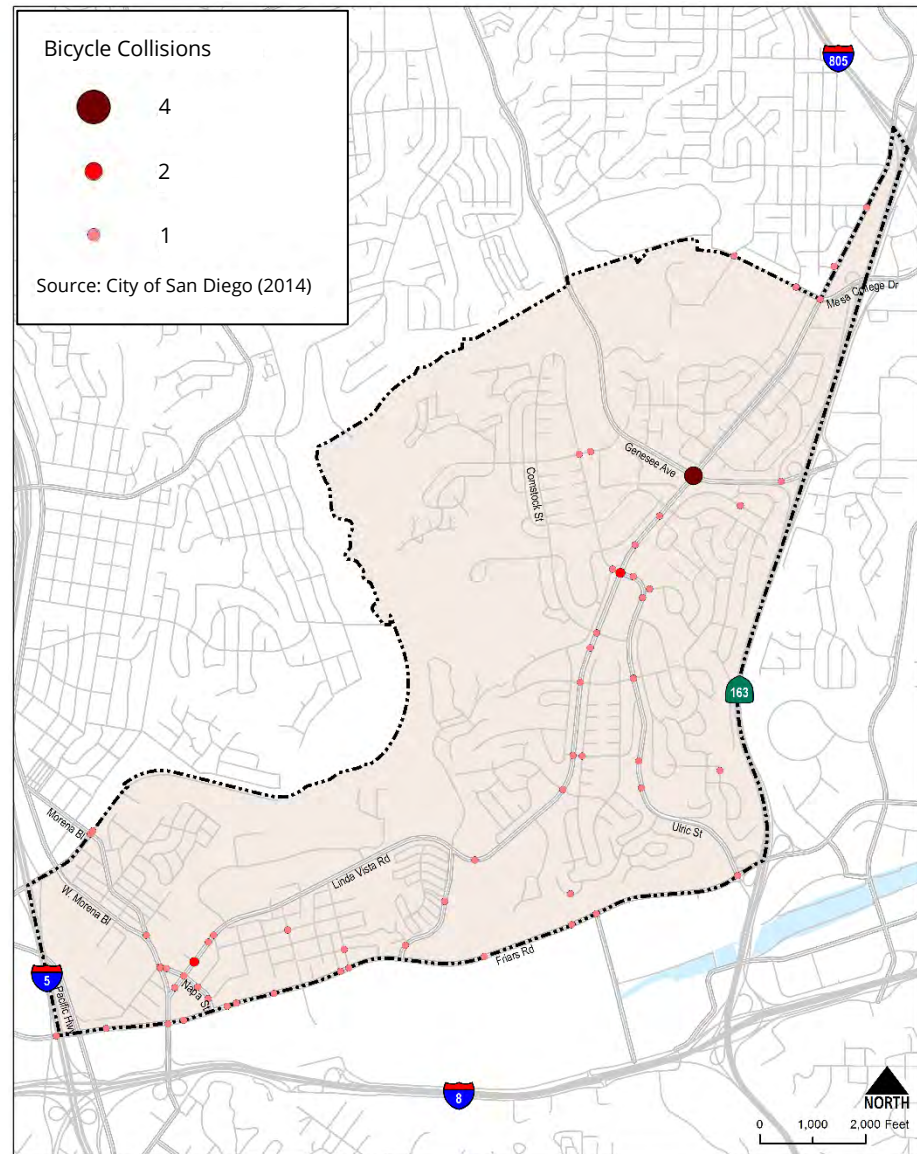 Bicycle Collisions
4
2
1
Source: City of San Diego (2014)
805
Mesa College Dr
Genesee Ave
Comstock St
163
Ulric St
Morena Bl
Linda Vista Rd
W. Morena Bl
Friars Rd
Napa St
5
Pacific Hwy
8
NORTH
0 1,000 2,000 Feet